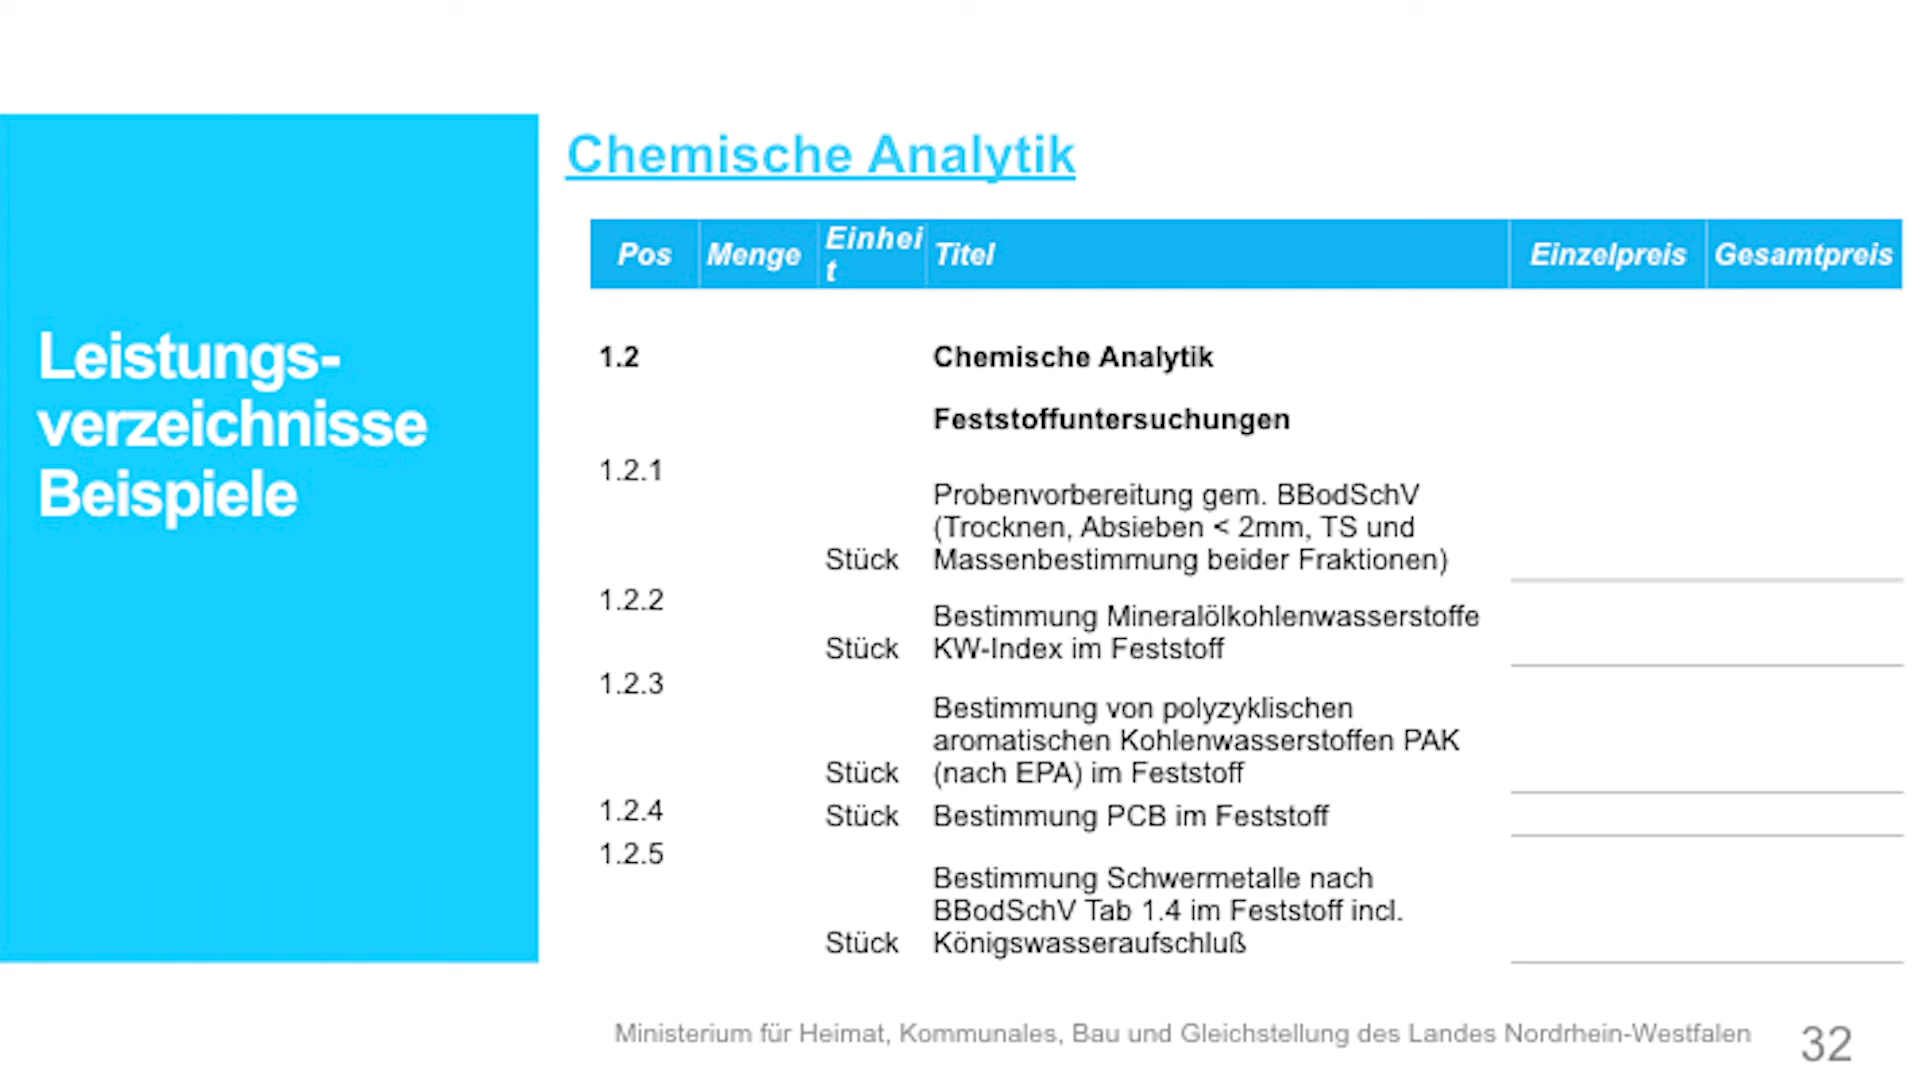 Leistungs-
verzeichnisse
Beispiele
Chemische Analytik
Pos Menge Einhei
t Titel Einzelpreis Gesamtpreis
1.2 Chemische Analytik
Feststoffuntersuchungen
1.2.1
Probenvorbereitung gem. BBodSchV
(Trocknen, Absieben < 2mm, TS und
Stück Massenbestimmung beider Fraktionen)
1.2.2
Bestimmung Mineralölkohlenwasserstoffe
Stück KW-Index im Feststoff
1.2.3
Bestimmung von polyzyklischen
aromatischen Kohlenwasserstoffen PAK
Stück (nach EPA) im Feststoff
1.2.4 Stück Bestimmung PCB im Feststoff
1.2.5
Bestimmung Schwermetalle nach
BBodSchV Tab 1.4 im Feststoff incl.
Stück Königswasseraufschluß
Ministerium für Heimat, Kommunales, Bau und Gleichstellung des Landes Nordrhein-Westfalen 32